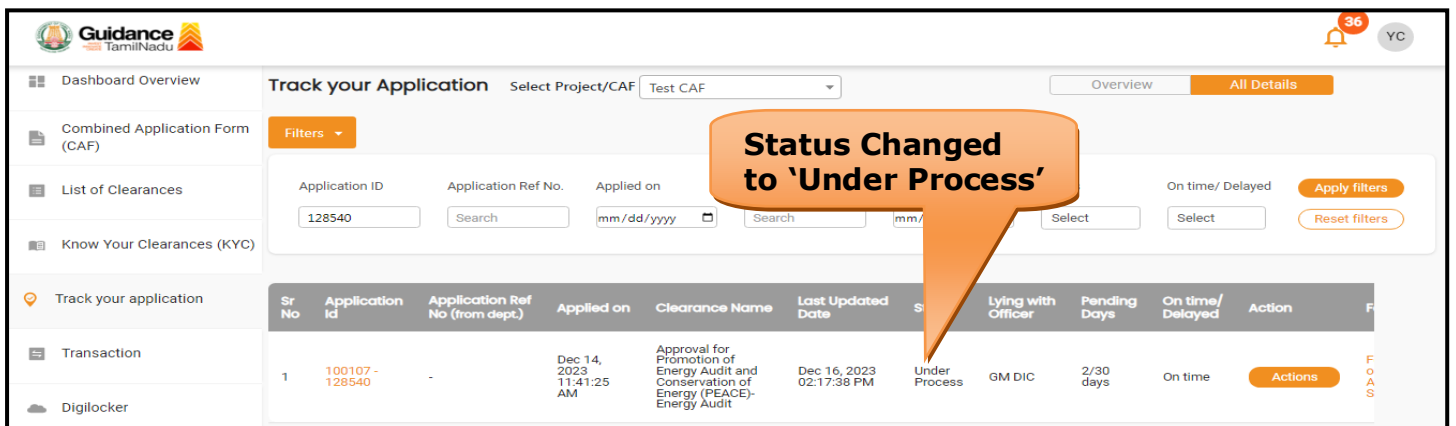 Guidance
TamilNadu
36
YC
Dashboard Overview
Track your Application
Select Project/CAF
Test CAF
Overview
All Details
Combined Application Form
(CAF)
Filters
Status Changed
to ‘Under Process’
List of Clearances
Application ID
Application Ref No.
Applied on
On time/ Delayed
Apply filters
128540
Search
mm/dd/yyyy
Search
mm/
Select
Select
Reset filters
Know Your Clearances (KYC)
Track your application
Sr
No
Application
Id
Application Ref
No (from dept.)
Applied on
Clearance Name
Last Updated
Date
Lying with
Officer
Pending
Days
On time/
Delayed
Action
Transaction
1
100107 -
128540
-
Dec 14,
2023
11:41:25
AM
Approval for
Promotion of
Energy Audit and
Conservation of
Energy (PEACE)-
Energy Audit
Dec 16, 2023
02:17:38 PM
Under
Process
GM DIC
2/30
days
On time
Actions
Digilocker